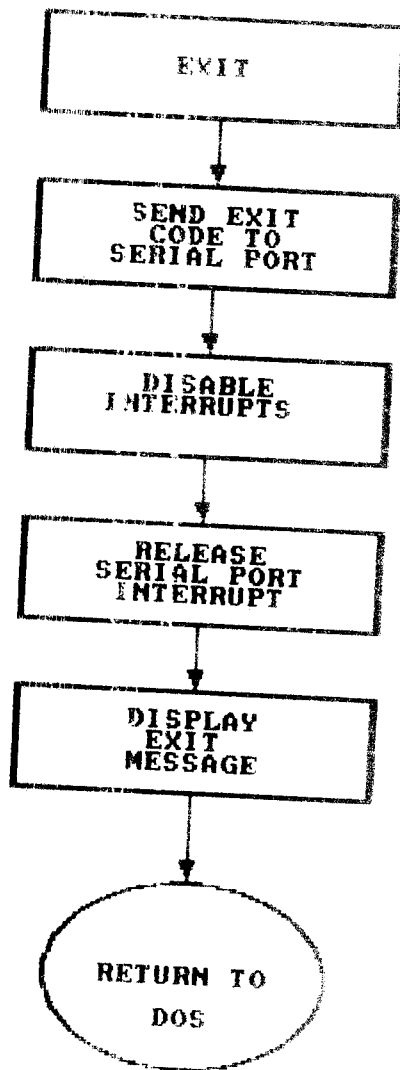 EXIT
SEND EXIT
CODE TO
SERIAL PORT
DISABLE
INTERRUPTS
RELEASE
SERIAL PORT
INTERRUPT
DISPLAY
EXIT
MESSAGE
RETURN TO
DOS